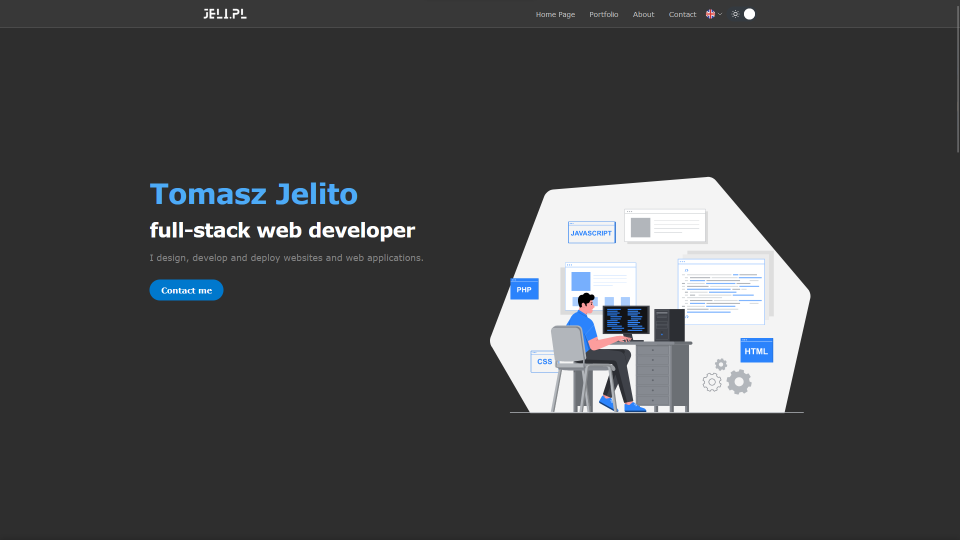 JELI.PL
Home Page Portfolio About Contact
Tomasz Jelito
full-stack web developer
I design, develop and deploy websites and web applications.
Contact me
JAVASCRIPT
PHP
HTML
CSS